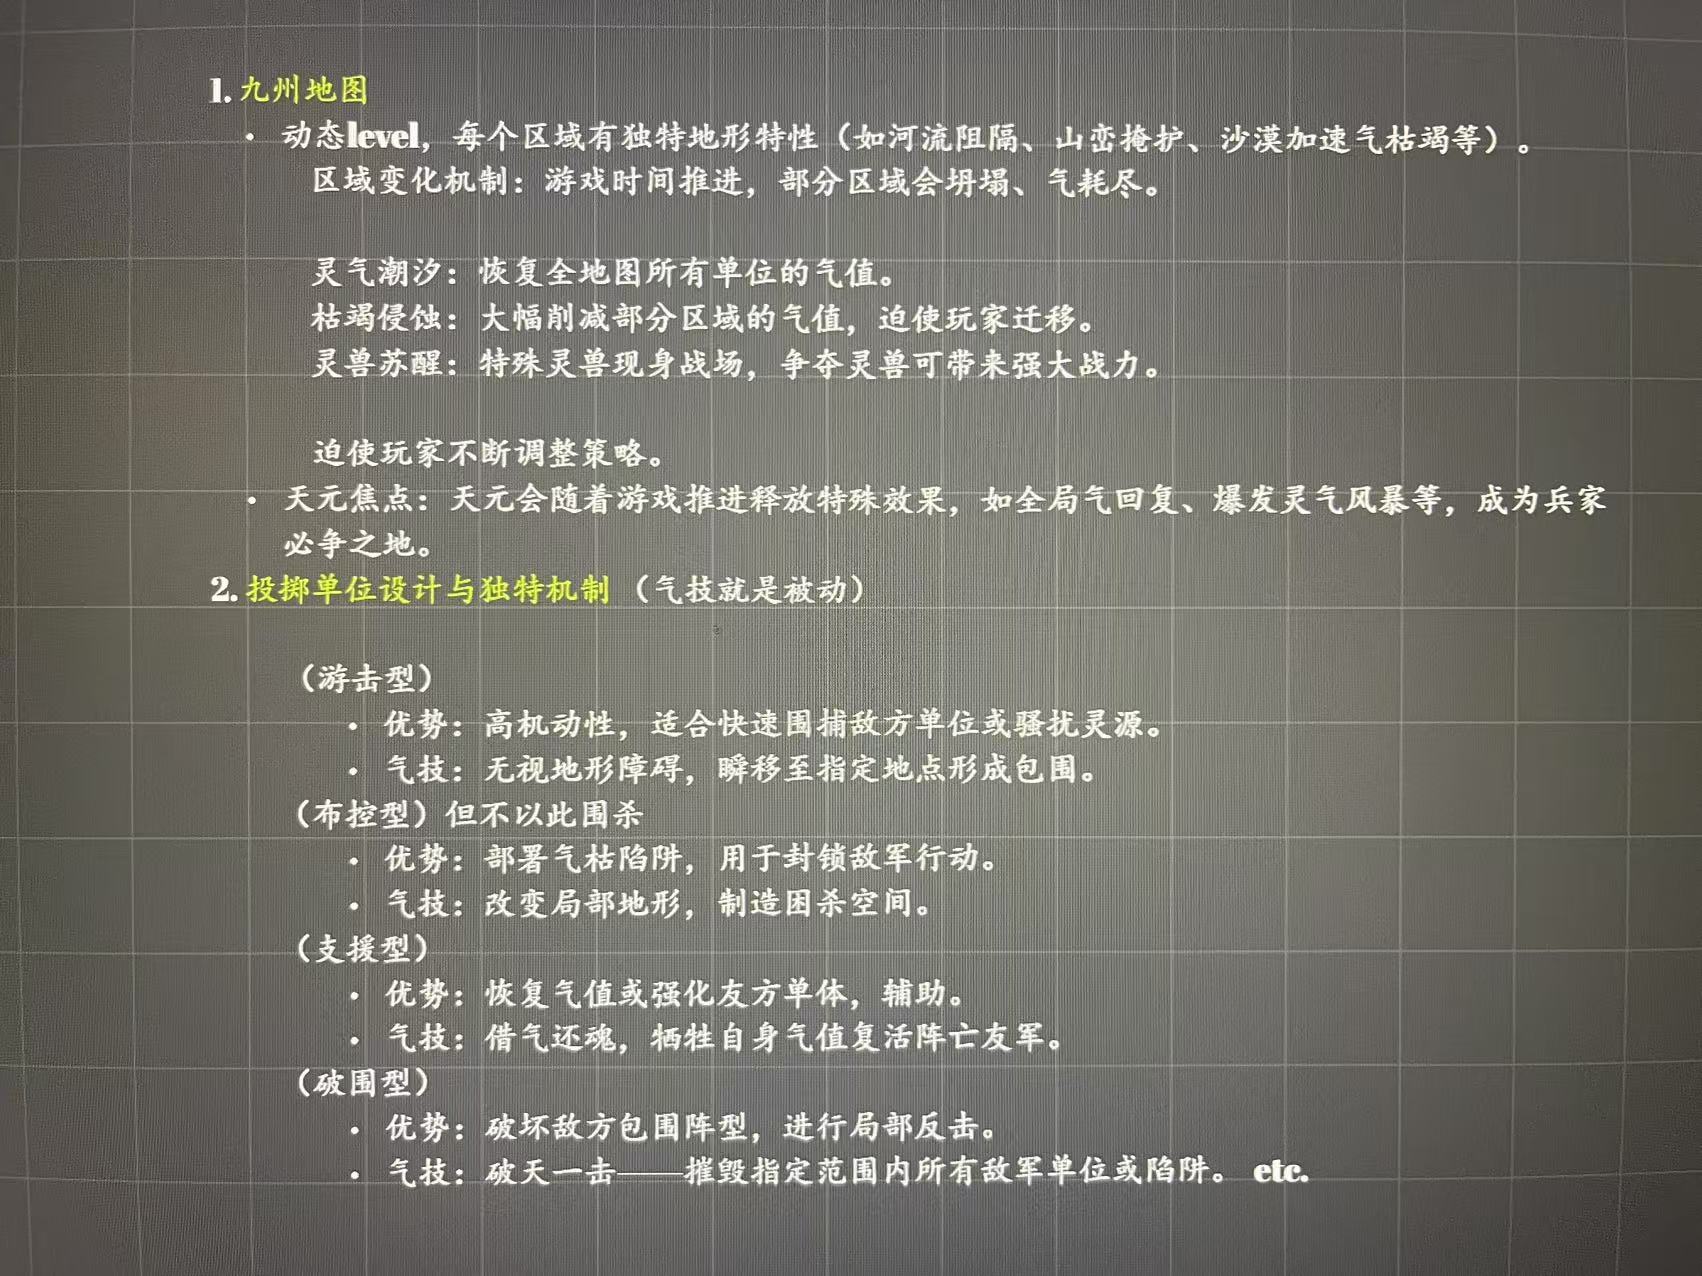 1. 九州地图
• 动态level，每个区域有独特地形特性（如河流阻隔、山峦掩护、沙漠加速气枯竭等）。
区域变化机制：游戏时间推进，部分区域会坍塌、气耗尽。
灵气潮汐：恢复全地图所有单位的气值。
枯竭侵蚀：大幅削减部分区域的气值，迫使玩家迁移。
灵兽苏醒：特殊灵兽现身战场，争夺灵兽可带来强大战力。
迫使玩家不断调整策略。
• 天元焦点：天元会随着游戏推进释放特殊效果，如全局气回复、爆发灵气风暴等，成为兵家
必争之地。
2. 投掷单位设计与独特机制（气技就是被动）
（游击型）
• 优势：高机动性，适合快速围捕敌方单位或骚扰灵源。
• 气技：无视地形障碍，瞬移至指定地点形成包围。
（布控型）但不以此围杀
• 优势：部署气枯陷阱，用于封锁敌军行动。
• 气技：改变局部地形，制造困杀空间。
（支援型）
• 优势：恢复气值或强化友方单体，辅助。
• 气技：借气还魂，牺牲自身气值复活阵亡友军。
（破围型）
• 优势：破坏敌方包围阵型，进行局部反击。
• 气技：破天一击——摧毁指定范围内所有敌军单位或陷阱。 etc.